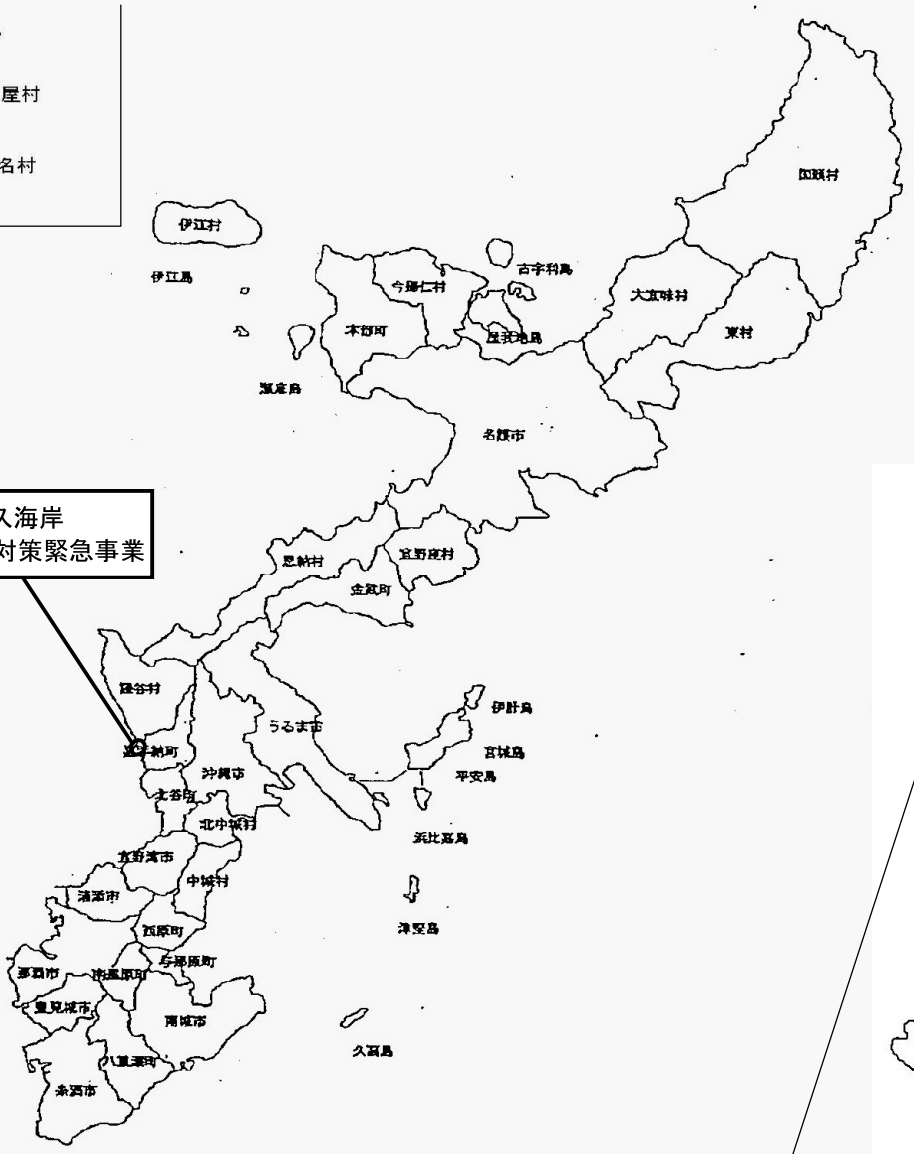 屋村
名村
国頭村
伊江村
伊江島
古宇利島
今帰仁村
大宜味村
本部町
屋我地島
東村
瀬底島
名護市
久海岸
対策緊急事業
恩納村
宜野座村
金武町
読谷村
伊計島
うるま市
宮城島
嘉手納町
沖縄市
平安島
北谷町
北中城村
浜比嘉島
宜野湾市
中城村
浦添市
津堅島
西原町
与那原町
那覇市
南風原町
豊見城市
南城市
久高島
八重瀬町
糸満市